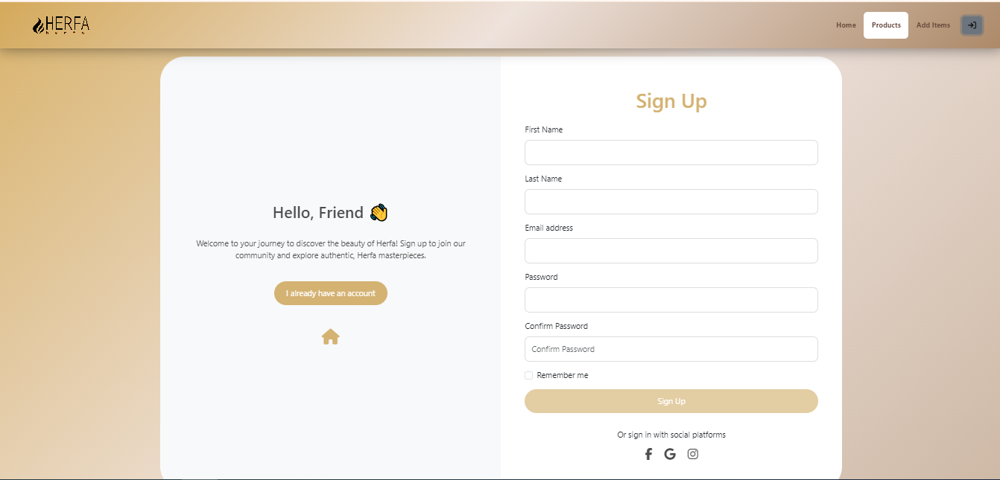 HERFA
herfa
Home
Products
Add Items
Hello, Friend 👋
Welcome to your journey to discover the beauty of Herfa! Sign up to join our
community and explore authentic, Herfa masterpieces.
I already have an account
Sign Up
First Name
Last Name
Email address
Password
Confirm Password
Confirm Password
Remember me
Sign Up
Or sign in with social platforms